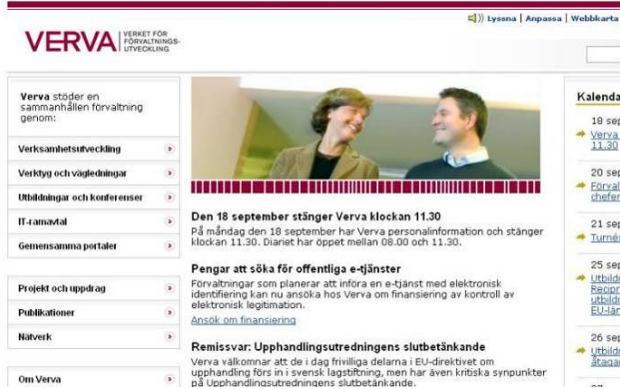 Lyssna | Anpassa | Webbkarta
VERVA
VERKET FÖR
FÖRVALTNINGS-
UTVECKLING
Verva stöder en
sammanhållen förvaltning
genom:
Verksamhetsutveckling
Verktyg och vägledningar
Utbildningar och konferenser
IT-ramavtal
Gemensamma portaler
Projekt och uppdrag
Publikationer
Nätverk
Om Verva
Den 18 september stänger Verva klockan 11.30
På måndag den 18 september har Verva personalinformation och stänger
klockan 11.30. Diariet har öppet mellan 08.00 och 11.30.
Pengar att söka för offentliga e-tjänster
Förvaltningar som planerar att införa en e-tjänst med elektronisk
identifiering kan nu ansöka hos Verva om finansiering av kontroll av
elektronisk legitimation.
Ansök om finansiering
Remissvar: Upphandlingsutredningens slutbetänkande
Verva välkomnar att de i dag frivilliga delarna i EU-direktivet om
upphandling förs in i svensk lagstiftning, men har även kritiska synpunkter
på Upphandlingsutredningens slutbetänkande.
Kalenda
18 sep
Verva
11.30
20 sep
Förval
chefer
21 sep
Turné
25 sep
Utbild
Recipr
utbild
EU-län
26 sep
Utbild
åtaga